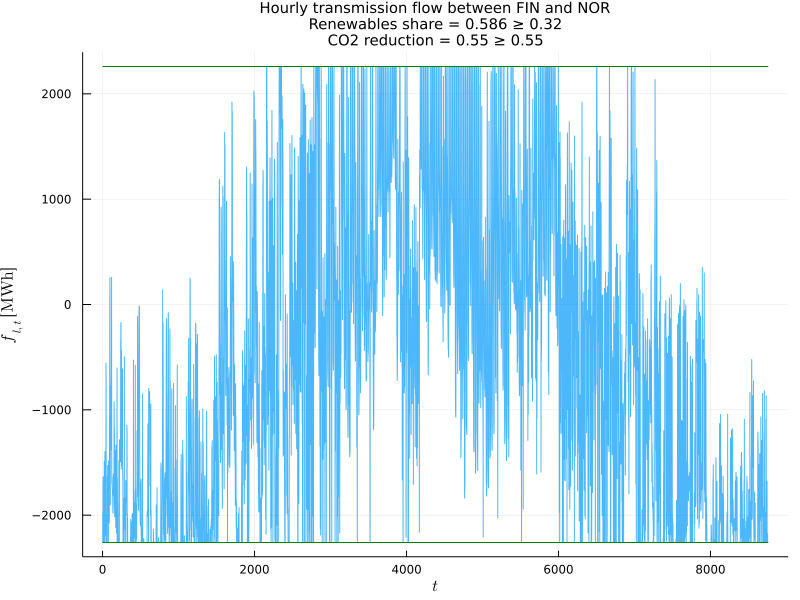 Hourly transmission flow between FIN and NOR
Renewables share = 0.586 ≥ 0.32
CO2 reduction = 0.55 ≥ 0.55
2000
1000
0
−1000
−2000
f_{l,t} [MWh]
0 2000 4000 6000 8000
t